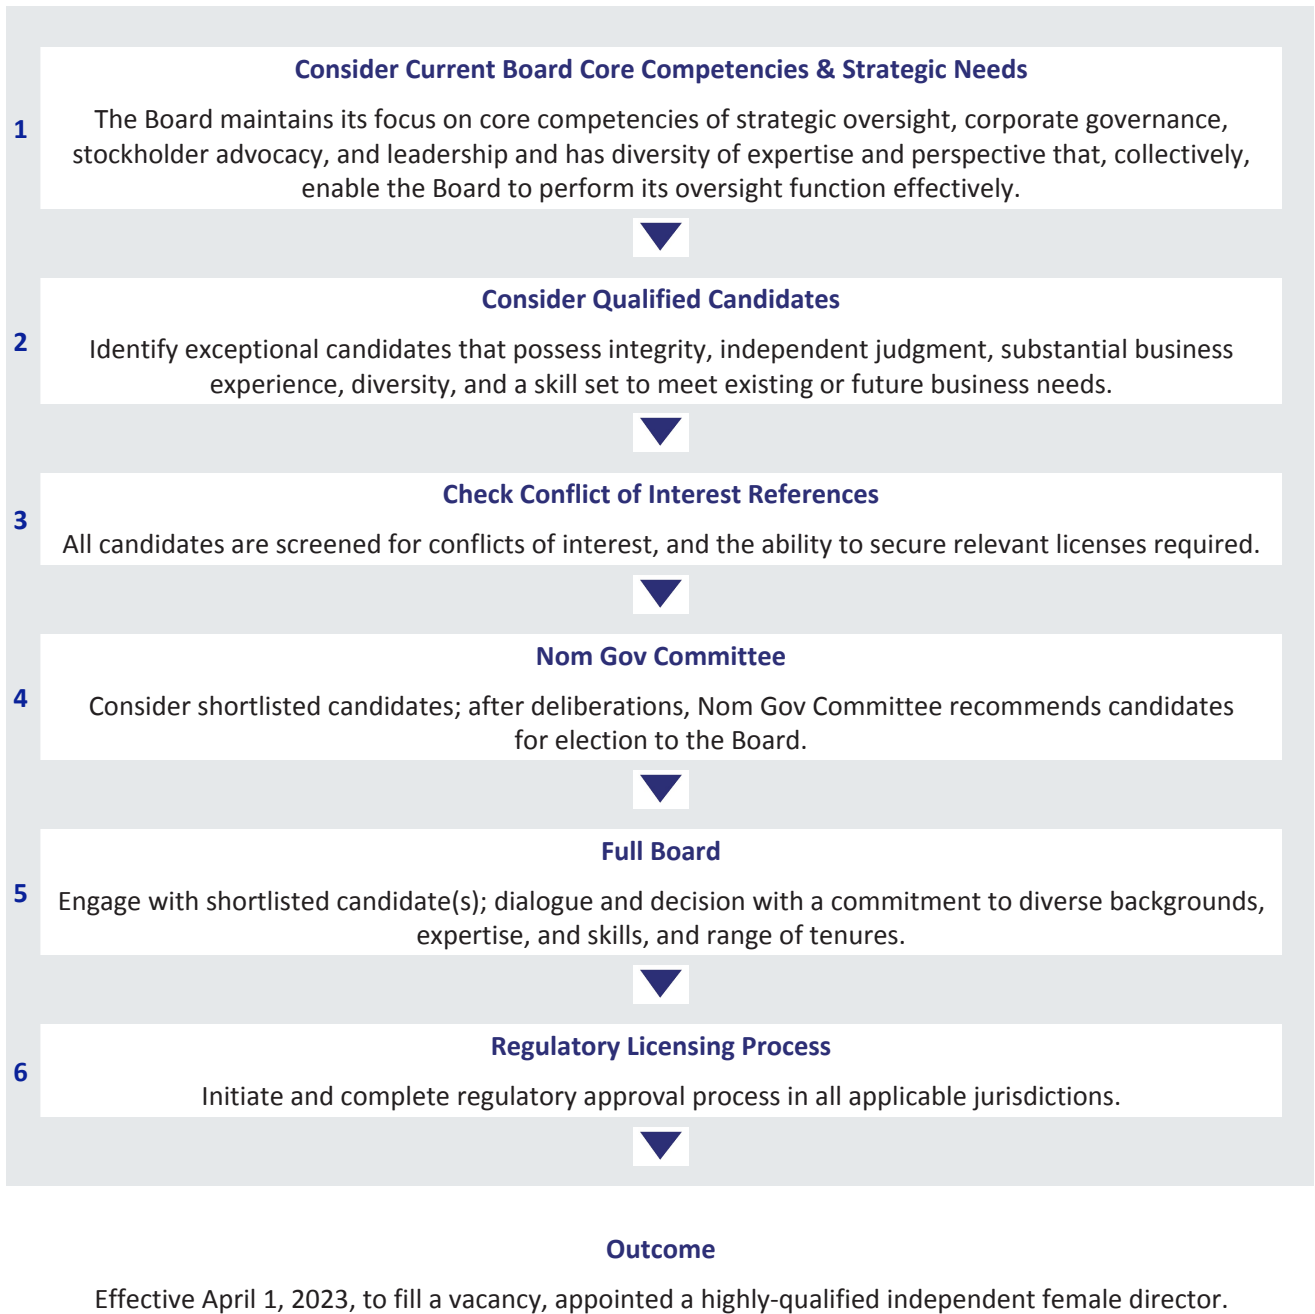 Consider Current Board Core Competencies & Strategic Needs
1
The Board maintains its focus on core competencies of strategic oversight, corporate governance,
stockholder advocacy, and leadership and has diversity of expertise and perspective that, collectively,
enable the Board to perform its oversight function effectively.
Consider Qualified Candidates
2
Identify exceptional candidates that possess integrity, independent judgment, substantial business
experience, diversity, and a skill set to meet existing or future business needs.
Check Conflict of Interest References
3
All candidates are screened for conflicts of interest, and the ability to secure relevant licenses required.
Nom Gov Committee
4
Consider shortlisted candidates; after deliberations, Nom Gov Committee recommends candidates
for election to the Board.
Full Board
5
Engage with shortlisted candidate(s); dialogue and decision with a commitment to diverse backgrounds,
expertise, and skills, and range of tenures.
Regulatory Licensing Process
6
Initiate and complete regulatory approval process in all applicable jurisdictions.
Outcome
Effective April 1, 2023, to fill a vacancy, appointed a highly-qualified independent female director.